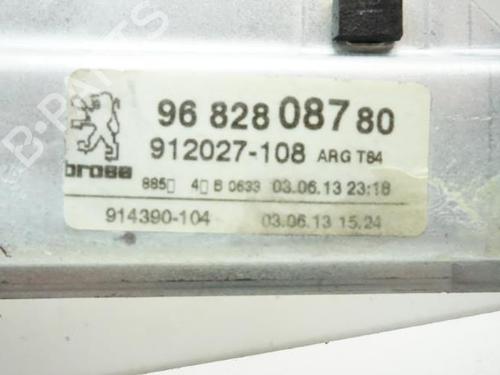 96 828 087 80
912027-108 ARG T84
brose
885▯ 4▯ B 0633 03.06.13 23:18
914390-104 03.06.13 15.24
B-PARTS